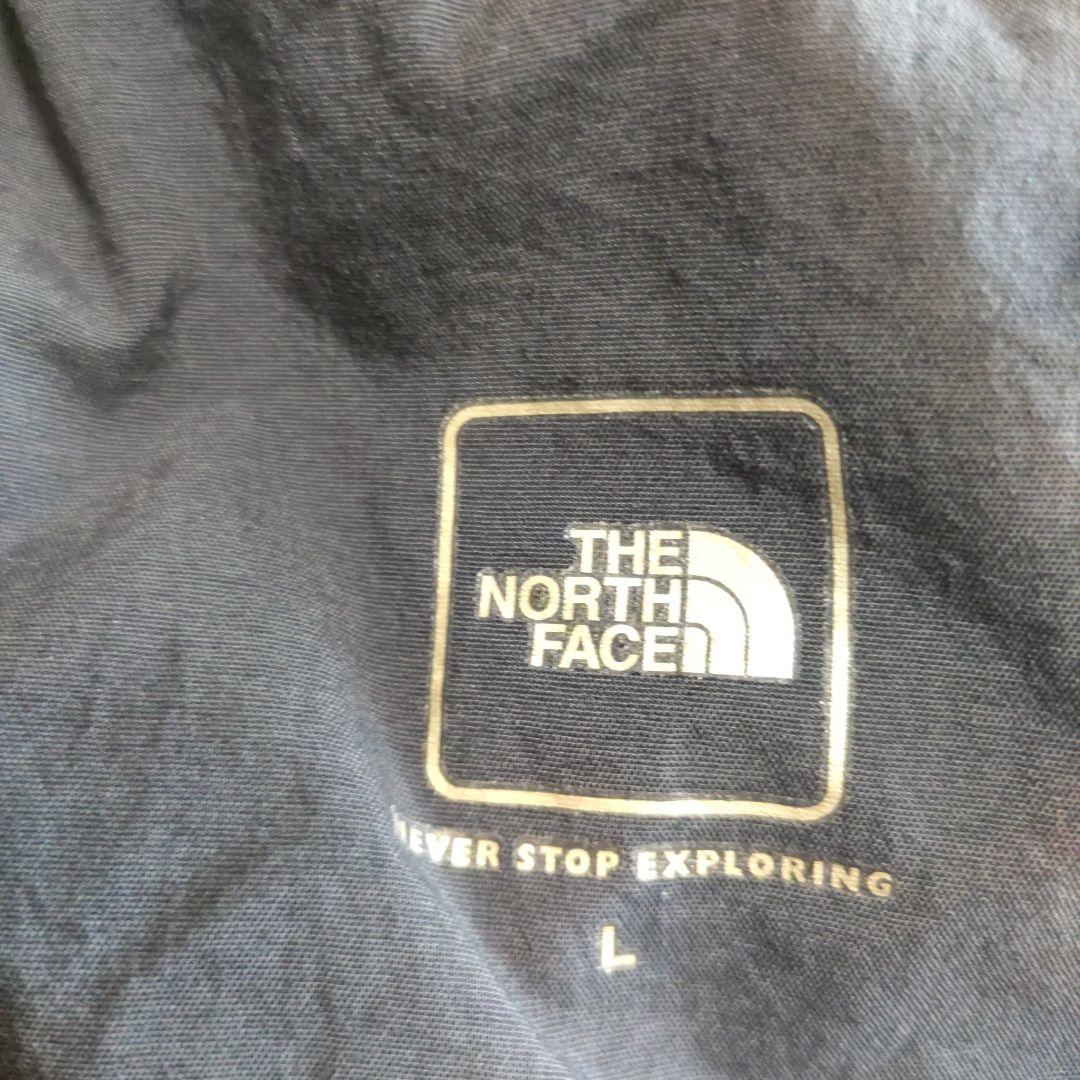 THE
NORTH
FACE
NEVER STOP EXPLORING
L